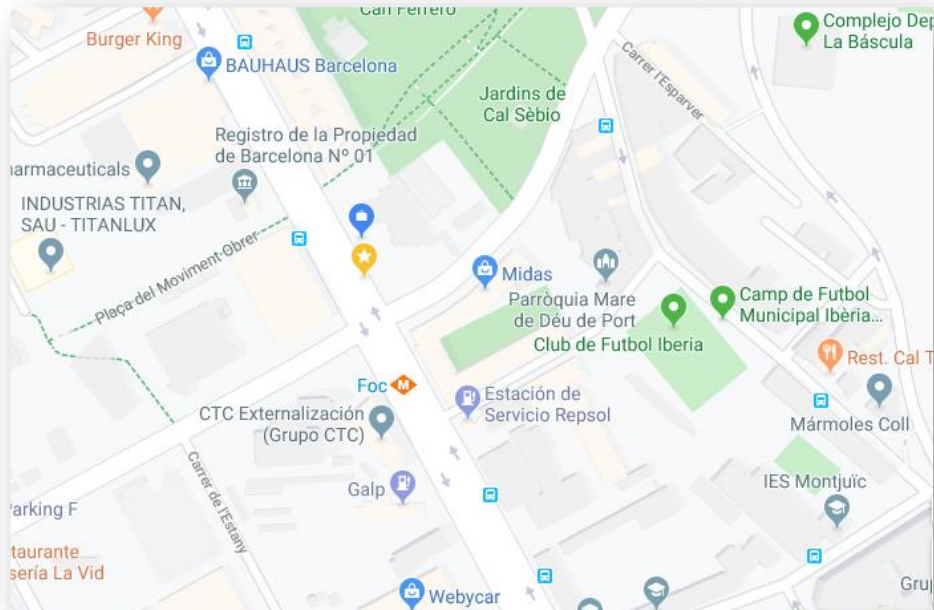 Can Ferrero
Complejo Dep
La Báscula
Burger King
BAUHAUS Barcelona
Carrer l'Esparver
Jardins de
Cal Sèbio
Registro de la Propiedad
de Barcelona Nº 01
harmaceuticals
INDUSTRIAS TITAN,
SAU - TITANLUX
Plaça del Moviment Obrer
Midas
Parròquia Mare
de Déu de Port
Camp de Futbol
Municipal Ibèria...
Club de Futbol Iberia
Rest. Cal T
Foc
M
Estación de
Servicio Repsol
CTC Externalización
(Grupo CTC)
Mármoles Coll
Galp
IES Montjuïc
Parking F
Carrer de l'Estany
taurante
sería La Vid
Webycar
Gru